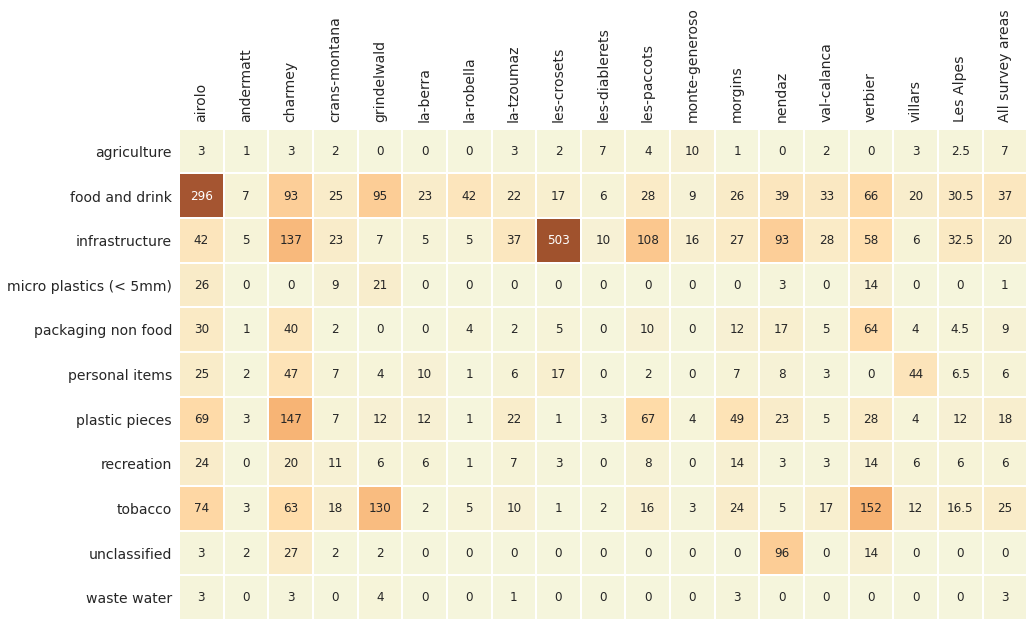 airolo andermatt charmey crans-montana grindelwald la-berra la-robella la-tzoumaz les-crosets les-diablerets les-paccots monte-generoso morgins nendaz val-calanca verbier villars Les Alpes All survey areas
agriculture 3 1 3 2 0 0 0 3 2 7 4 10 1 0 2 0 3 2.5 7
food and drink 296 7 93 25 95 23 42 22 17 6 28 9 26 39 33 66 20 30.5 37
infrastructure 42 5 137 23 7 5 5 37 503 10 108 16 27 93 28 58 6 32.5 20
micro plastics (< 5mm) 26 0 0 9 21 0 0 0 0 0 0 0 0 3 0 14 0 0 1
packaging non food 30 1 40 2 0 0 4 2 5 0 10 0 12 17 5 64 4 4.5 9
personal items 25 2 47 7 4 10 1 6 17 0 2 0 7 8 3 0 44 6.5 6
plastic pieces 69 3 147 7 12 12 1 22 1 3 67 4 49 23 5 28 4 12 18
recreation 24 0 20 11 6 6 1 7 3 0 8 0 14 3 3 14 6 6 6
tobacco 74 3 63 18 130 2 5 10 1 2 16 3 24 5 17 152 12 16.5 25
unclassified 3 2 27 2 2 0 0 0 0 0 0 0 0 96 0 14 0 0 0
waste water 3 0 3 0 4 0 0 1 0 0 0 0 3 0 0 0 0 0 3